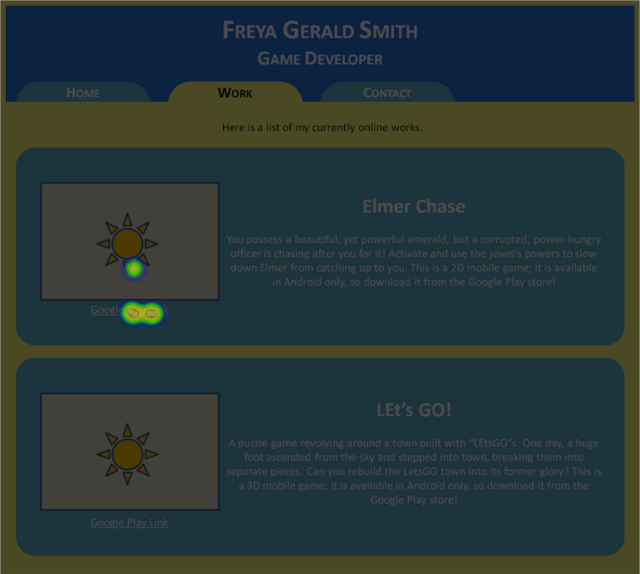 Freya Gerald Smith
Game Developer
Home
Work
Contact
Here is a list of my currently online works.
Elmer Chase
You possess a beautiful, yet powerful emerald, but a corrupted, power-hungry
officer is chasing after you for it! Activate and use the jewel's powers to slow
down Elmer from catching up to you. This is a 2D mobile game; it is available
in Android only, so download it from the Google Play store!
LEt's GO!
A puzzle game revolving around a town built with "LEtsGO"s. One day, a huge
foot ascended from the sky and stepped into town, breaking them into
separate pieces. Can you rebuild the LetsGO town into its former glory? This is
a 3D mobile game; it is available in Android only, so download it from the
Google Play store!
Google Play Link